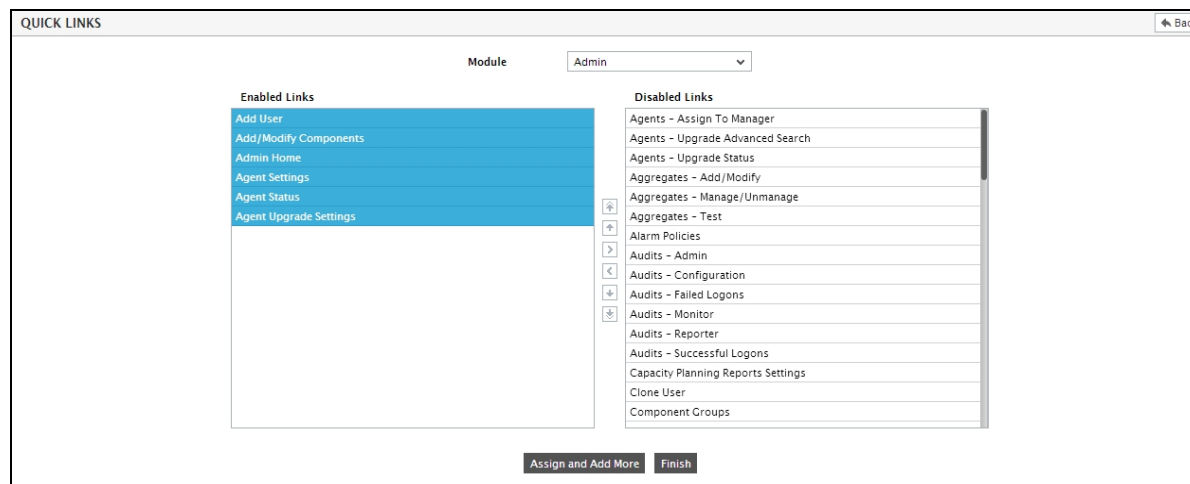 QUICK LINKS
Module
Admin
Enabled Links
Add User
Add/Modify Components
Admin Home
Agent Settings
Agent Status
Agent Upgrade Settings
Disabled Links
Agents - Assign To Manager
Agents - Upgrade Advanced Search
Agents - Upgrade Status
Aggregates - Add/Modify
Aggregates - Manage/Unmanage
Aggregates - Test
Alarm Policies
Audits - Admin
Audits - Configuration
Audits - Failed Logons
Audits - Monitor
Audits - Reporter
Audits - Successful Logons
Capacity Planning Reports Settings
Clone User
Component Groups
Assign and Add More
Finish